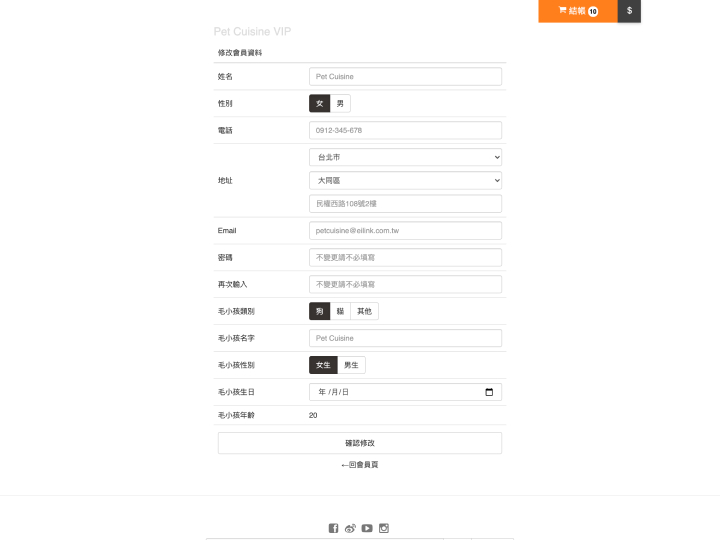 結帳 10 $
Pet Cuisine VIP
修改會員資料
姓名 Pet Cuisine
性別 女 男
電話 0912-345-678
台北市
地址 大同區
民權西路108號2樓
Email petcuisine@eilink.com.tw
密碼 不變更請不必填寫
再次輸入 不變更請不必填寫
毛小孩類別 狗 貓 其他
毛小孩名字 Pet Cuisine
毛小孩性別 女生 男生
毛小孩生日 年 /月/日
毛小孩年齡 20
確認修改
←回會員頁